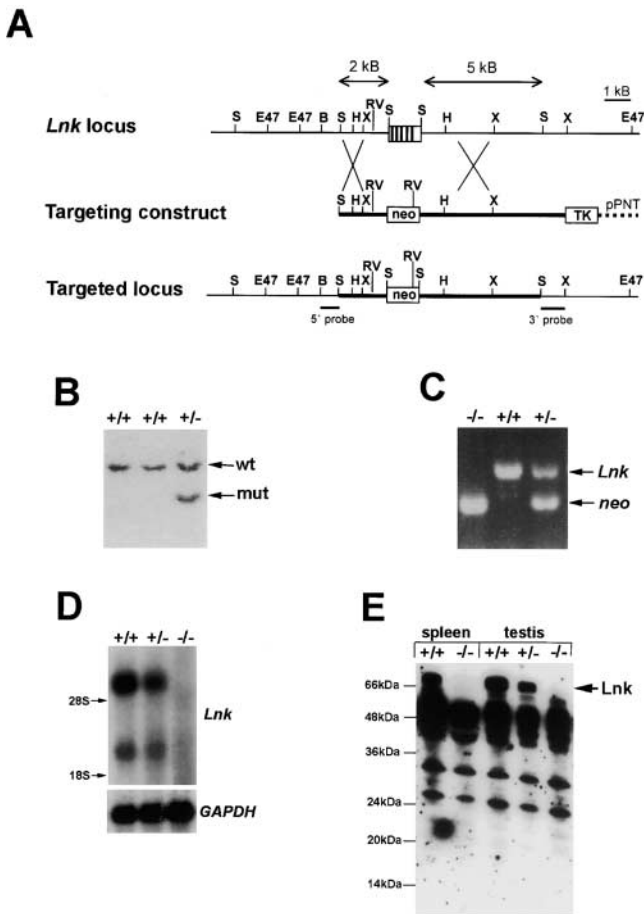 A
2 kB 5 kB
1 kB
RV S
S E47 E47 B S H X S H X S X E47
Lnk locus
RV RV
pPNT
Targeting construct
neo TK
S H X H X
RV RV
S E47 E47 B S H X S S H X S X E47
Targeted locus
neo
5` probe 3` probe
B
+/+ +/+ +/-
wt
mut
C
-/- +/+ +/-
Lnk
neo
D
+/+ +/- -/-
28S
Lnk
18S
GAPDH
E
spleen testis
+/+ -/- +/+ +/- -/-
66kDa
Lnk
48kDa
36kDa
24kDa
20kDa
14kDa